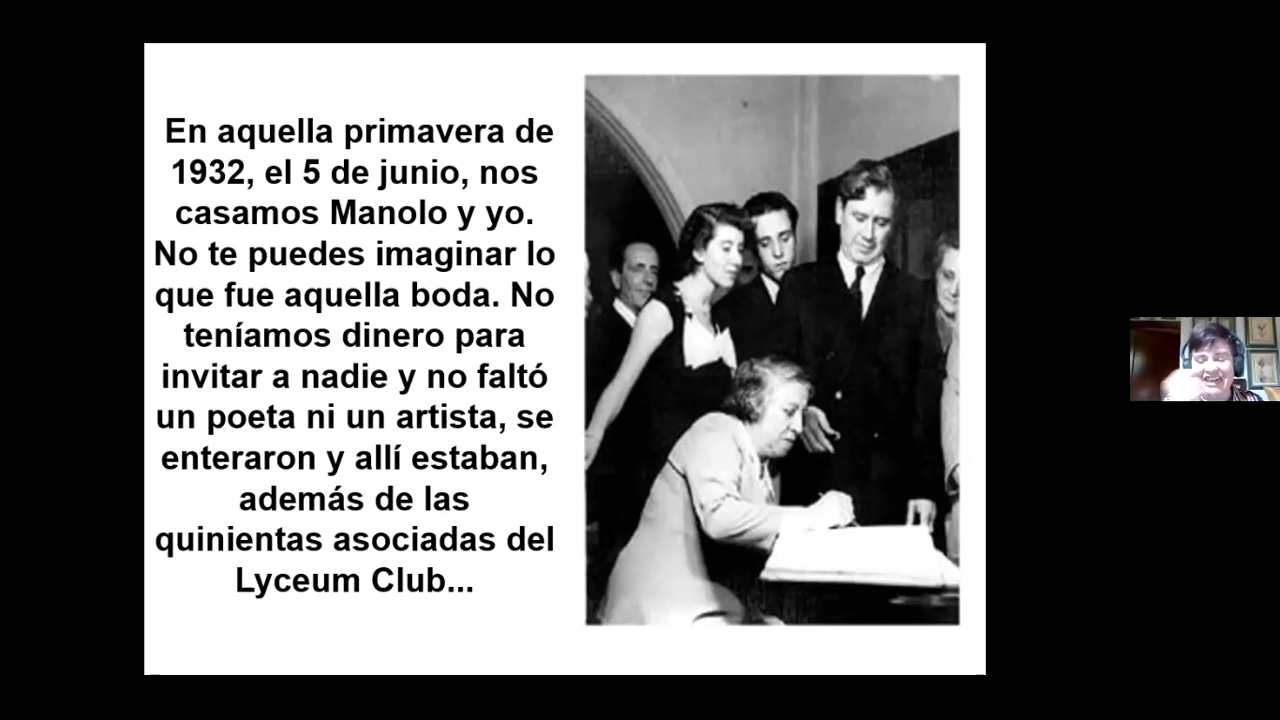 En aquella primavera de
1932, el 5 de junio, nos
casamos Manolo y yo.
No te puedes imaginar lo
que fue aquella boda. No
teníamos dinero para
invitar a nadie y no faltó
un poeta ni un artista, se
enteraron y allí estaban,
además de las
quinientas asociadas del
Lyceum Club...